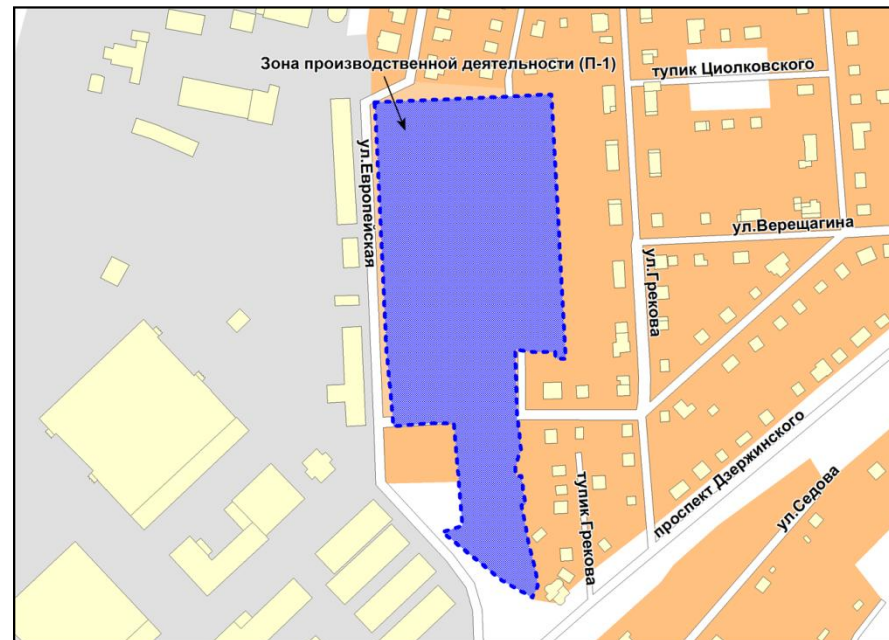 Зона производственной деятельности (П-1)
тупик Циолковского
ул.Европейская
ул.Верещагина
ул.Грекова
проспект Дзержинского
ул.Седова
тупик Грекова